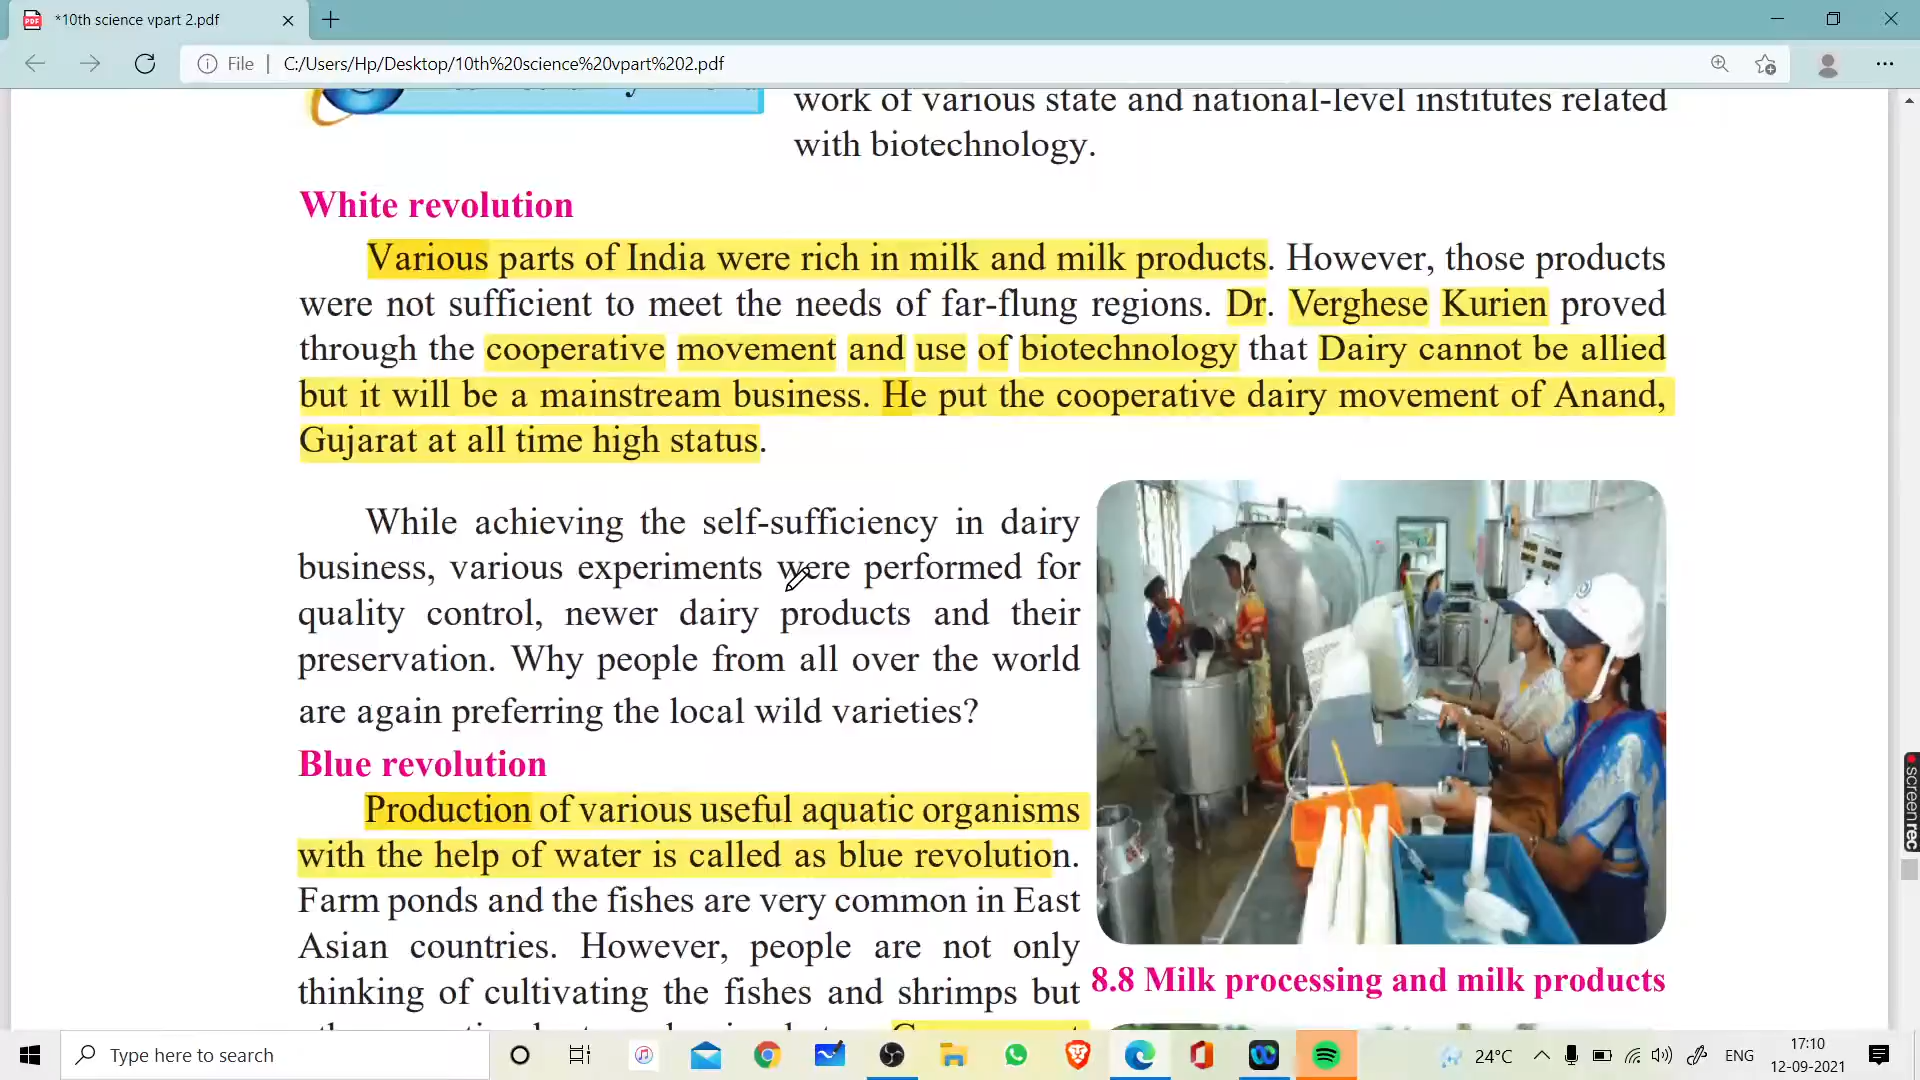 *10th science vpart 2.pdf
File
C:/Users/Hp/Desktop/10th%20science%20vpart%202.pdf
work of various state and national-level institutes related
with biotechnology.
White revolution
Various parts of India were rich in milk and milk products. However, those products
were not sufficient to meet the needs of far-flung regions. Dr. Verghese Kurien proved
through the cooperative movement and use of biotechnology that Dairy cannot be allied
but it will be a mainstream business. He put the cooperative dairy movement of Anand,
Gujarat at all time high status.
While achieving the self-sufficiency in dairy
business, various experiments were performed for
quality control, newer dairy products and their
preservation. Why people from all over the world
are again preferring the local wild varieties?
Blue revolution
Production of various useful aquatic organisms
with the help of water is called as blue revolution.
Farm ponds and the fishes are very common in East
Asian countries. However, people are not only
thinking of cultivating the fishes and shrimps but
8.8 Milk processing and milk products
screenrec
Type here to search
24°C
ENG
17:10
12-09-2021